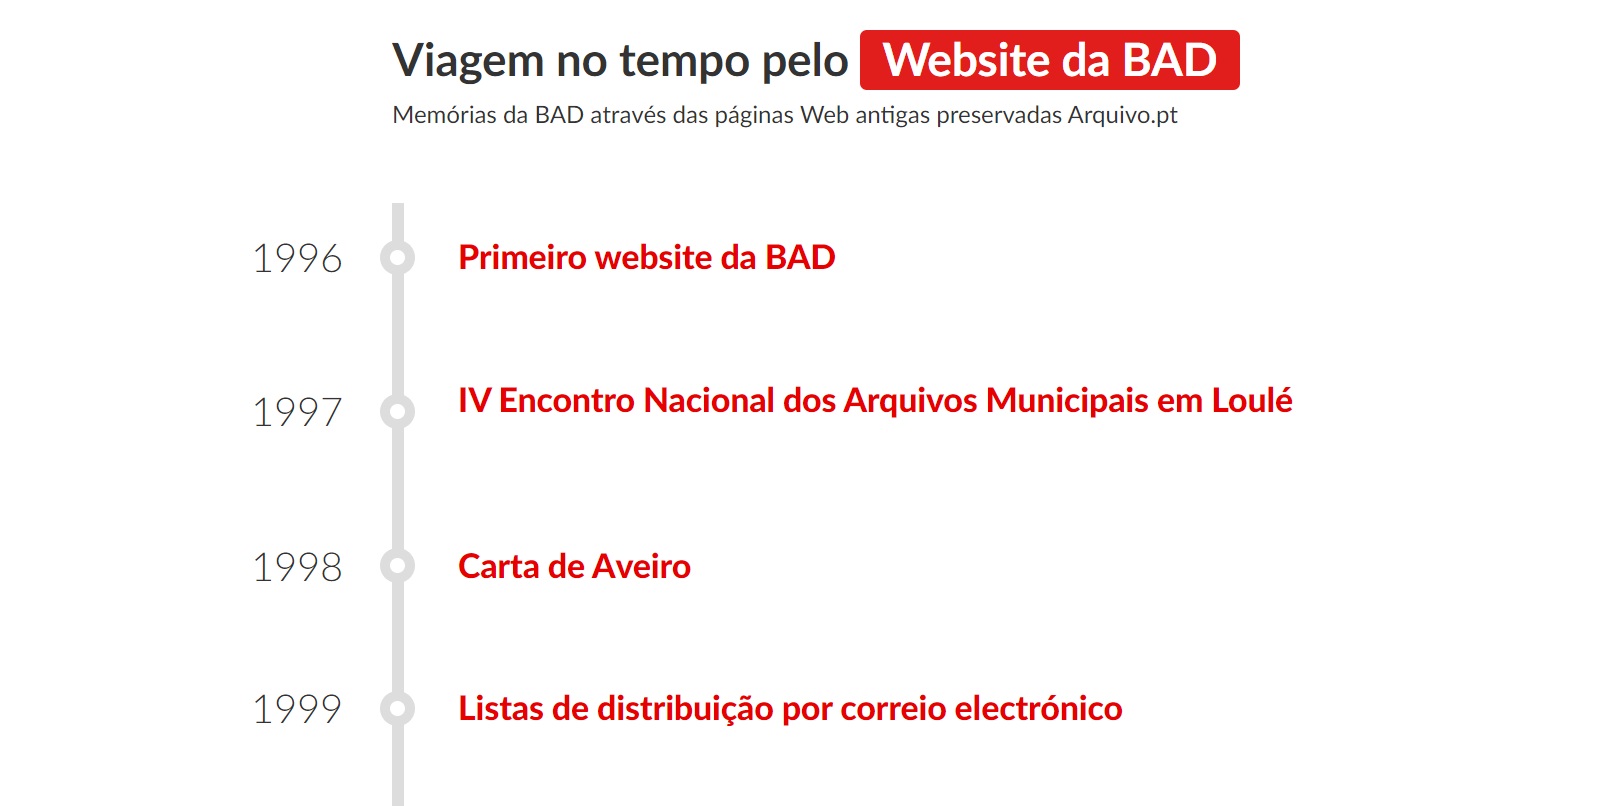 Viagem no tempo pelo Website da BAD
Memórias da BAD através das páginas Web antigas preservadas Arquivo.pt
1996 Primeiro website da BAD
1997 IV Encontro Nacional dos Arquivos Municipais em Loulé
1998 Carta de Aveiro
1999 Listas de distribuição por correio electrónico